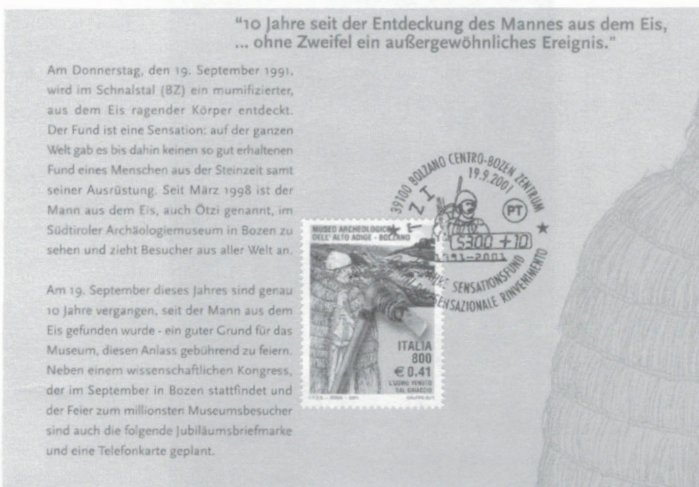 "10 Jahre seit der Entdeckung des Mannes aus dem Eis,
... ohne Zweifel ein außergewöhnliches Ereignis."
Am Donnerstag, den 19. September 1991,
wird im Schnalstal (BZ) ein mumifizierter,
aus dem Eis ragender Körper entdeckt.
Der Fund ist eine Sensation: auf der ganzen
Welt gab es bis dahin keinen so gut erhaltenen
Fund eines Menschen aus der Steinzeit samt
seiner Ausrüstung. Seit März 1998 ist der
Mann aus dem Eis, auch Ötzi genannt, im
Südtiroler Archäologiemuseum in Bozen zu
sehen und zieht Besucher aus aller Welt an.
Am 19. September dieses Jahres sind genau
10 Jahre vergangen, seit der Mann aus dem
Eis gefunden wurde - ein guter Grund für das
Museum, diesen Anlass gebührend zu feiern.
Neben einem wissenschaftlichen Kongress,
der im September in Bozen stattfindet und
der Feier zum millionsten Museumsbesucher
sind auch die folgende Jubiläumsbriefmarke
und eine Telefonkarte geplant.
39100 BOLZANO CENTRO-BOZEN ZENTRUM
19.9.2001
PT
5300 + 10
1991-2001
SENSATIONSFUND
SENSAZIONALE RINVENIMENTO
MUSEO ARCHEOLOGICO
DELL' ALTO ADIGE - BOLZANO
ITALIA
800
€ 0.41
L'UOMO VENUTO
DAL GHIACCIO